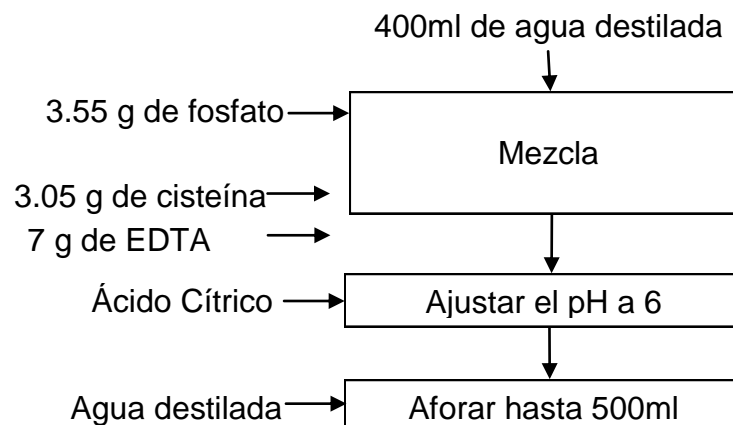 400ml de agua destilada
3.55 g de fosfato
Mezcla
3.05 g de cisteína
7 g de EDTA
Ácido Cítrico
Ajustar el pH a 6
Agua destilada
Aforar hasta 500ml